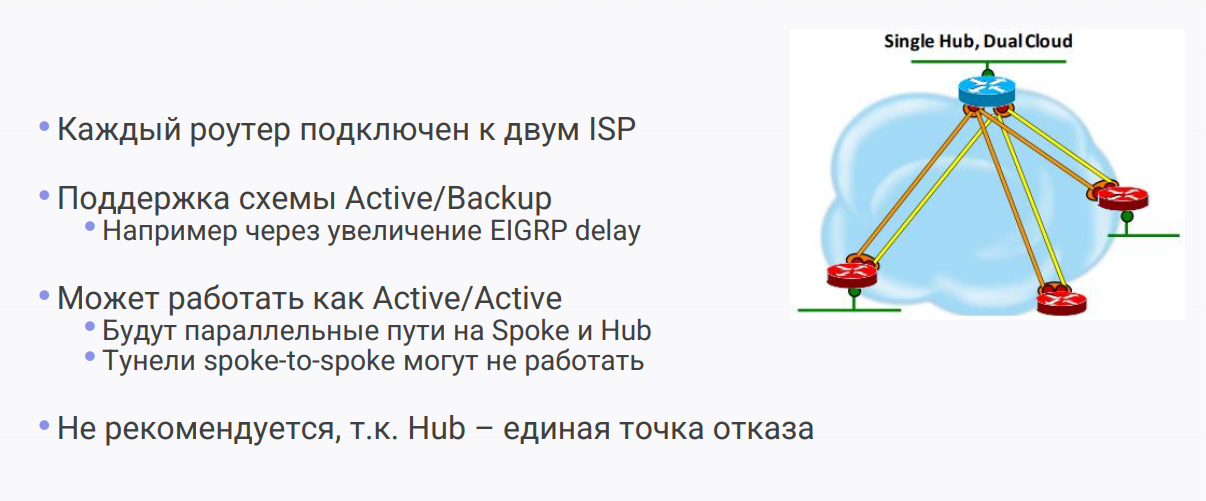 Single Hub, Dual Cloud
• Каждый роутер подключен к двум ISP
• Поддержка схемы Active/Backup
• Например через увеличение EIGRP delay
• Может работать как Active/Active
• Будут параллельные пути на Spoke и Hub
• Тунели spoke-to-spoke могут не работать
• Не рекомендуется, т.к. Hub – единая точка отказа